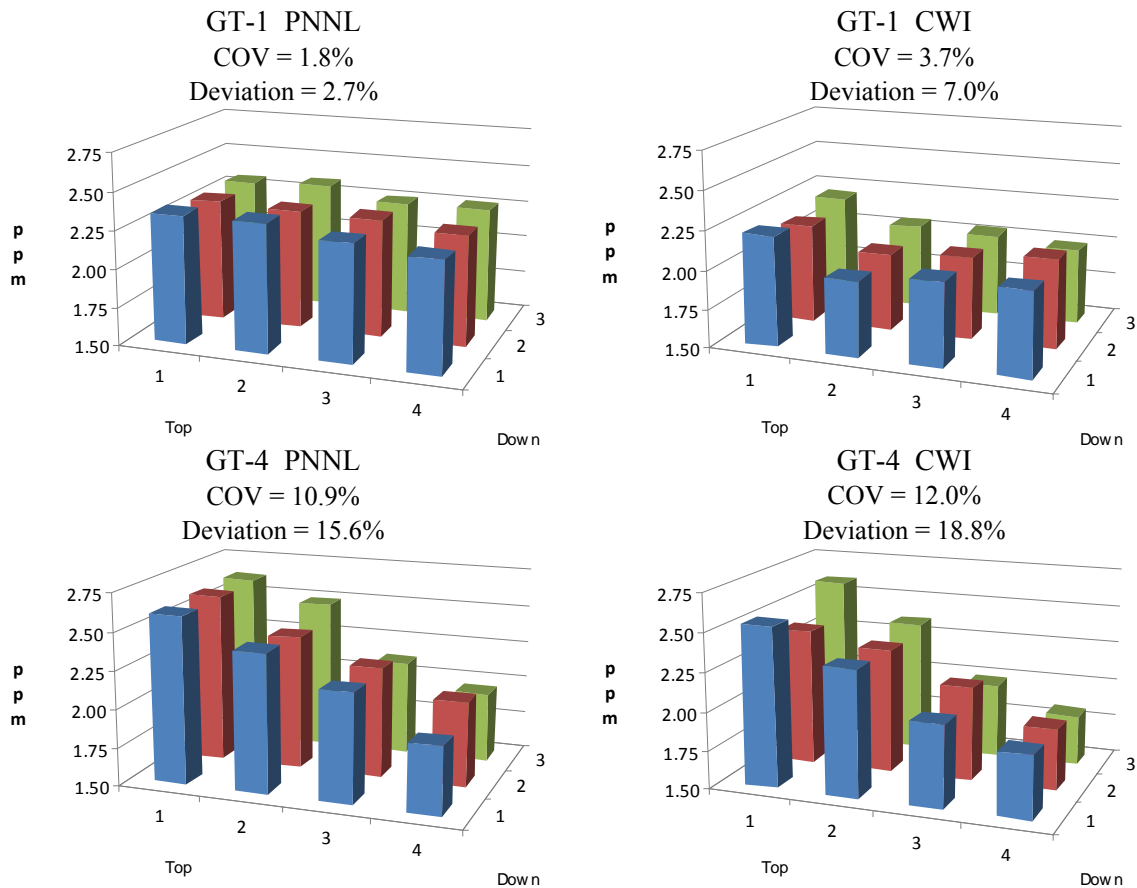 GT-1 PNNL
COV = 1.8%
Deviation = 2.7%
2.75
2.50
2.25
2.00
1.75
1.50
p
p
m
1
2
3
4
Top
1
2
3
Down
GT-1 CWI
COV = 3.7%
Deviation = 7.0%
2.75
2.50
2.25
2.00
1.75
1.50
p
p
m
1
2
3
4
Top
1
2
3
Down
GT-4 PNNL
COV = 10.9%
Deviation = 15.6%
2.75
2.50
2.25
2.00
1.75
1.50
p
p
m
1
2
3
4
Top
1
2
3
Down
GT-4 CWI
COV = 12.0%
Deviation = 18.8%
2.75
2.50
2.25
2.00
1.75
1.50
p
p
m
1
2
3
4
Top
1
2
3
Down